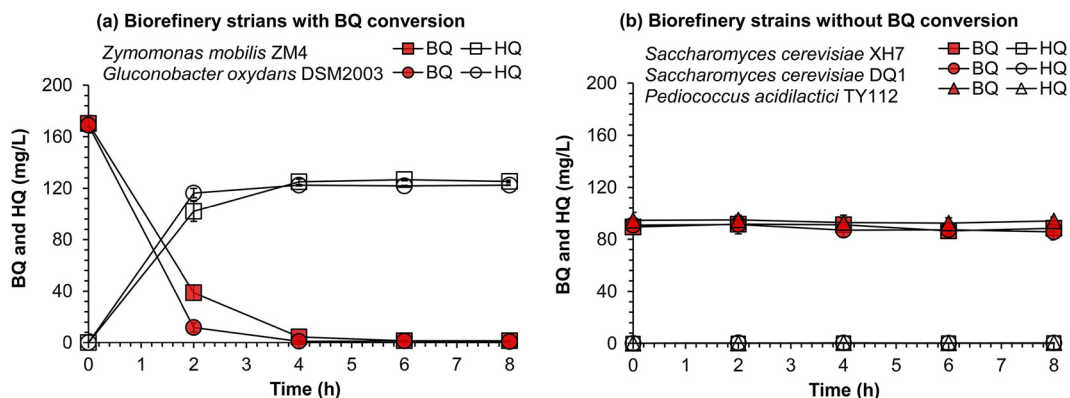 (a) Biorefinery strians with BQ conversion
Zymomonas mobilis ZM4 BQ HQ
Gluconobacter oxydans DSM2003 BQ HQ
BQ and HQ (mg/L)
200
160
120
80
40
0
0 1 2 3 4 5 6 7 8
Time (h)
(b) Biorefinery strains without BQ conversion
Saccharomyces cerevisiae XH7 BQ HQ
Saccharomyces cerevisiae DQ1 BQ HQ
Pediococcus acidilactici TY112 BQ HQ
BQ and HQ (mg/L)
200
160
120
80
40
0
0 1 2 3 4 5 6 7 8
Time (h)